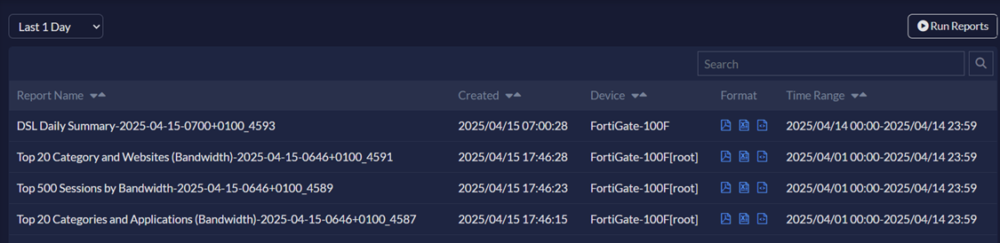 Last 1 Day
Run Reports
Search
Report Name Created Device Format Time Range
DSL Daily Summary-2025-04-15-0700+0100_4593 2025/04/15 07:00:28 FortiGate-100F 2025/04/14 00:00-2025/04/14 23:59
Top 20 Category and Websites (Bandwidth)-2025-04-15-0646+0100_4591 2025/04/15 17:46:28 FortiGate-100F[root] 2025/04/01 00:00-2025/04/14 23:59
Top 500 Sessions by Bandwidth-2025-04-15-0646+0100_4589 2025/04/15 17:46:23 FortiGate-100F[root] 2025/04/01 00:00-2025/04/14 23:59
Top 20 Categories and Applications (Bandwidth)-2025-04-15-0646+0100_4587 2025/04/15 17:46:15 FortiGate-100F[root] 2025/04/01 00:00-2025/04/14 23:59